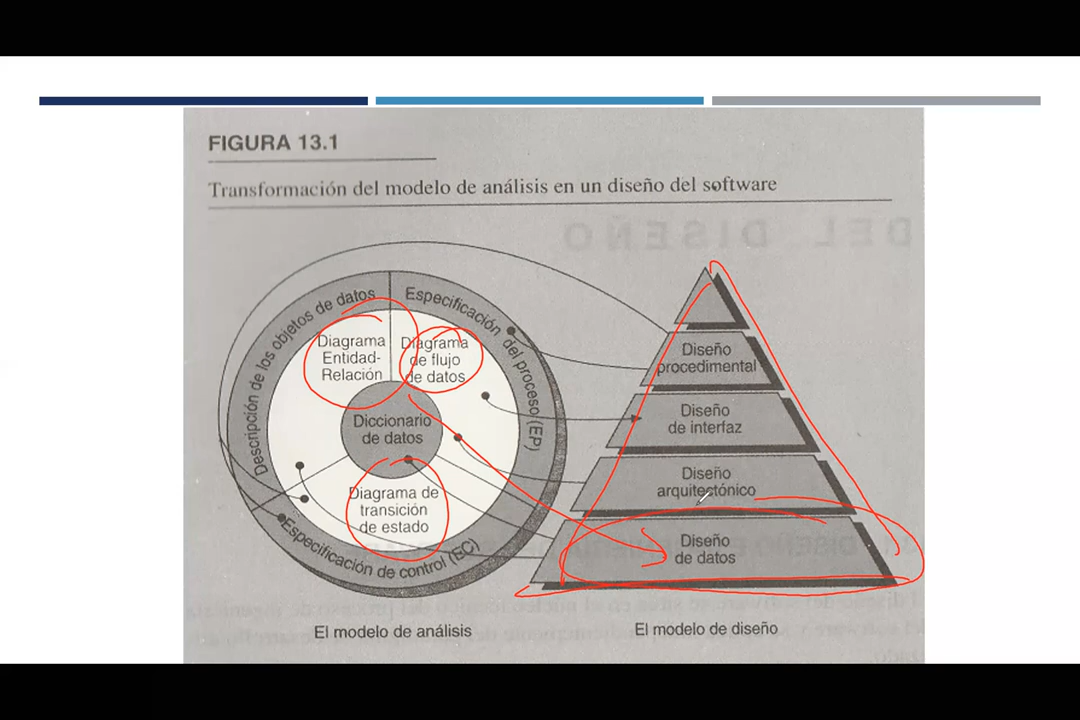 FIGURA 13.1
Transformación del modelo de análisis en un diseño del software
DEL DISEÑO
Descripción de los objetos de datos
Especificación del proceso (EP)
Especificación de control (EC)
Diagrama
Entidad-
Relación
Diagrama
de flujo
de datos
Diccionario
de datos
Diagrama de
transición
de estado
El modelo de análisis
Diseño
procedimental
Diseño
de interfaz
Diseño
arquitectónico
Diseño
de datos
El modelo de diseño